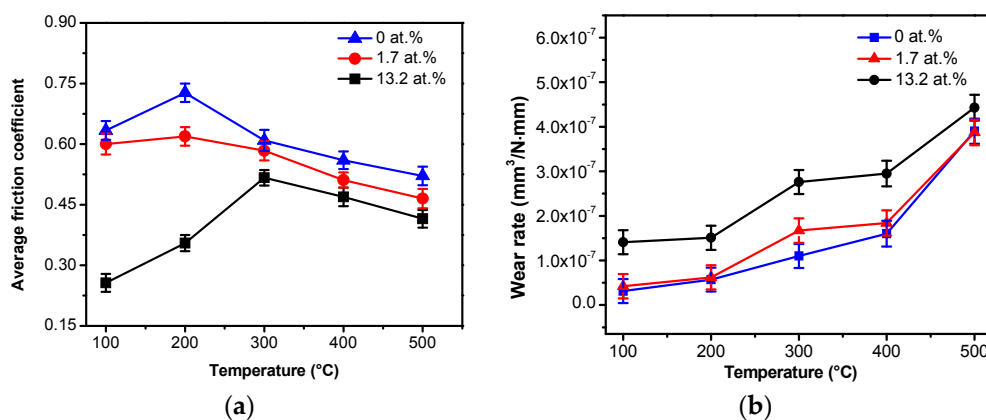 0.90
0.75
0.60
0.45
0.30
0.15
Average friction coefficient
0 at.%
1.7 at.%
13.2 at.%
100 200 300 400 500
Temperature (°C)
(a)
6.0x10⁻⁷
5.0x10⁻⁷
4.0x10⁻⁷
3.0x10⁻⁷
2.0x10⁻⁷
1.0x10⁻⁷
0.0
Wear rate (mm³/N·mm)
0 at.%
1.7 at.%
13.2 at.%
100 200 300 400 500
Temperature (°C)
(b)